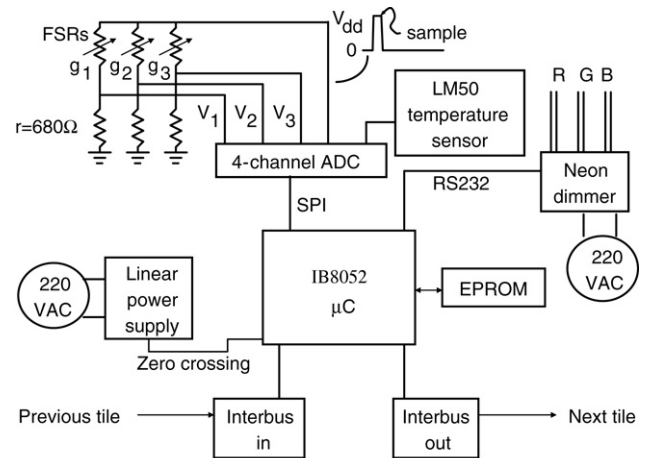 FSRs
g1 g2 g3
r=680Ω
V1 V2 V3
Vdd
0
sample
LM50
temperature
sensor
R G B
4-channel ADC
Neon
dimmer
RS232
SPI
220
VAC
IB8052
μC
EPROM
220
VAC
Linear
power
supply
Zero crossing
Previous tile
Interbus
in
Interbus
out
Next tile